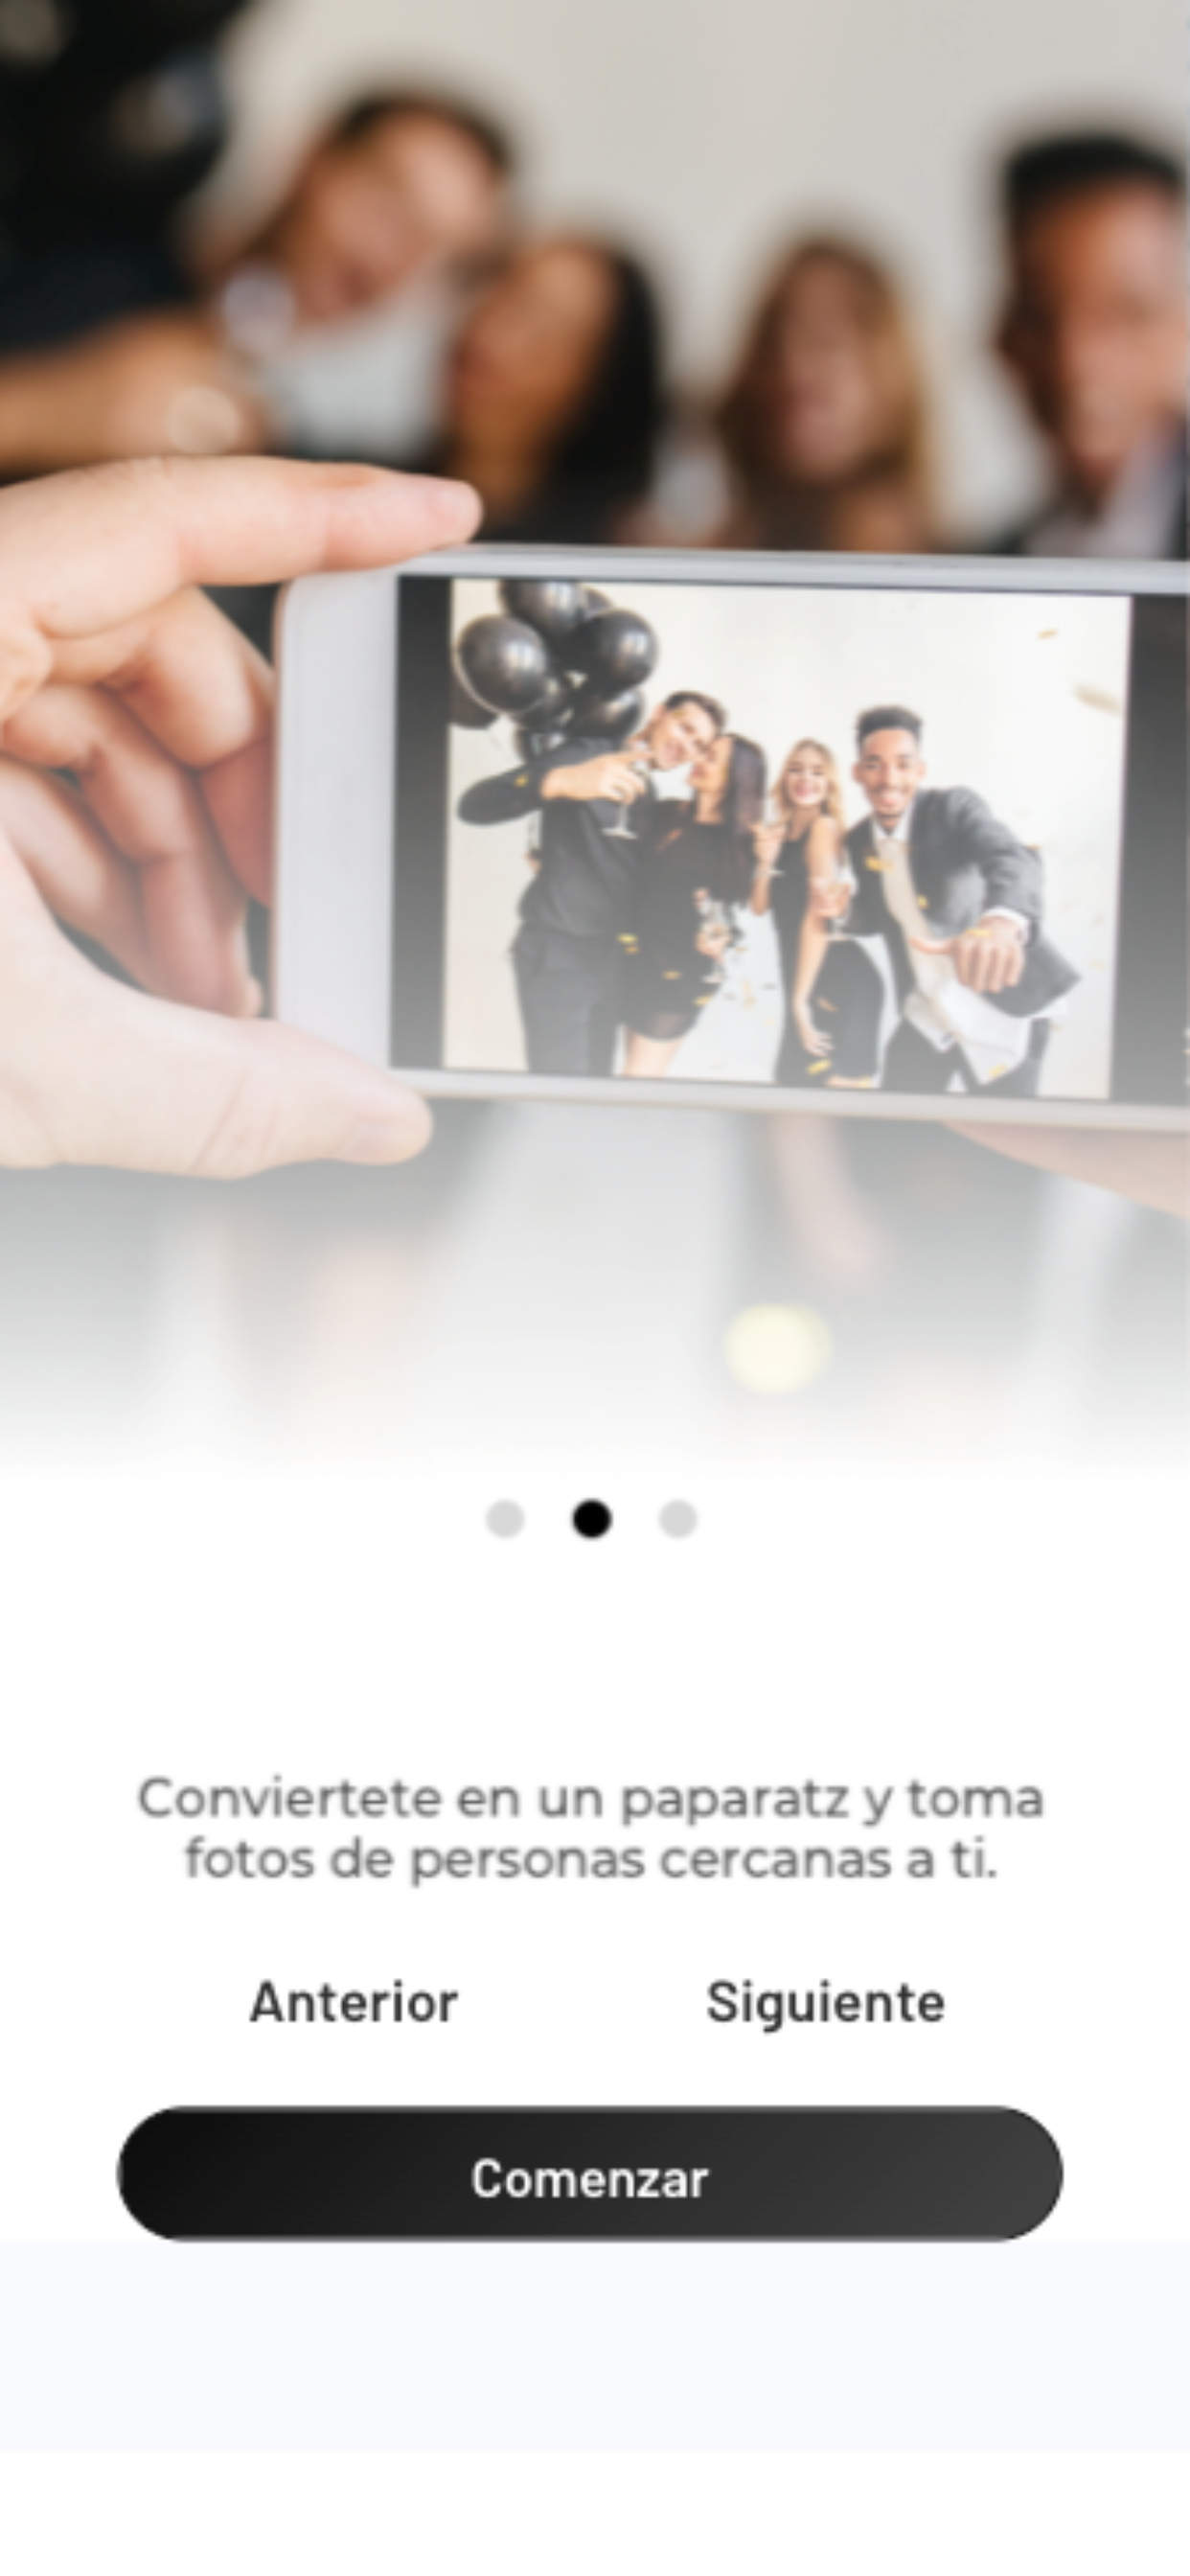 Conviertete en un paparatz y toma
fotos de personas cercanas a ti.
Anterior
Siguiente
Comenzar